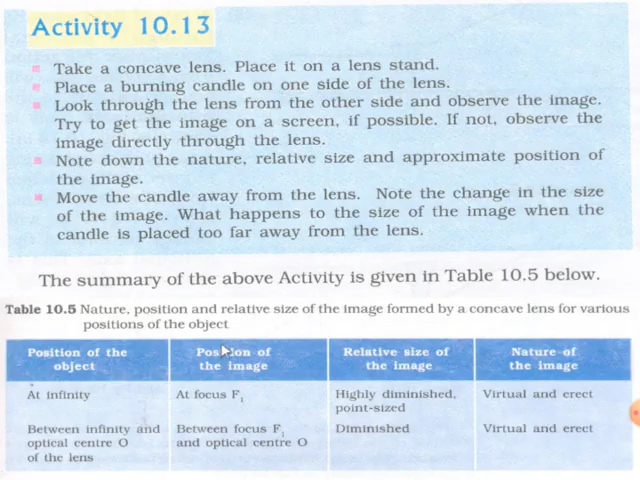 Activity 10.13
Take a concave lens. Place it on a lens stand.
Place a burning candle on one side of the lens.
Look through the lens from the other side and observe the image.
Try to get the image on a screen, if possible. If not, observe the
image directly through the lens.
Note down the nature, relative size and approximate position of
the image.
Move the candle away from the lens. Note the change in the size
of the image. What happens to the size of the image when the
candle is placed too far away from the lens.
The summary of the above Activity is given in Table 10.5 below.
Table 10.5 Nature, position and relative size of the image formed by a concave lens for various
positions of the object
Position of the object | Position of the image | Relative size of the image | Nature of the image
At infinity | At focus F₁ | Highly diminished, point-sized | Virtual and erect
Between infinity and optical centre O of the lens | Between focus F₁ and optical centre O | Diminished | Virtual and erect